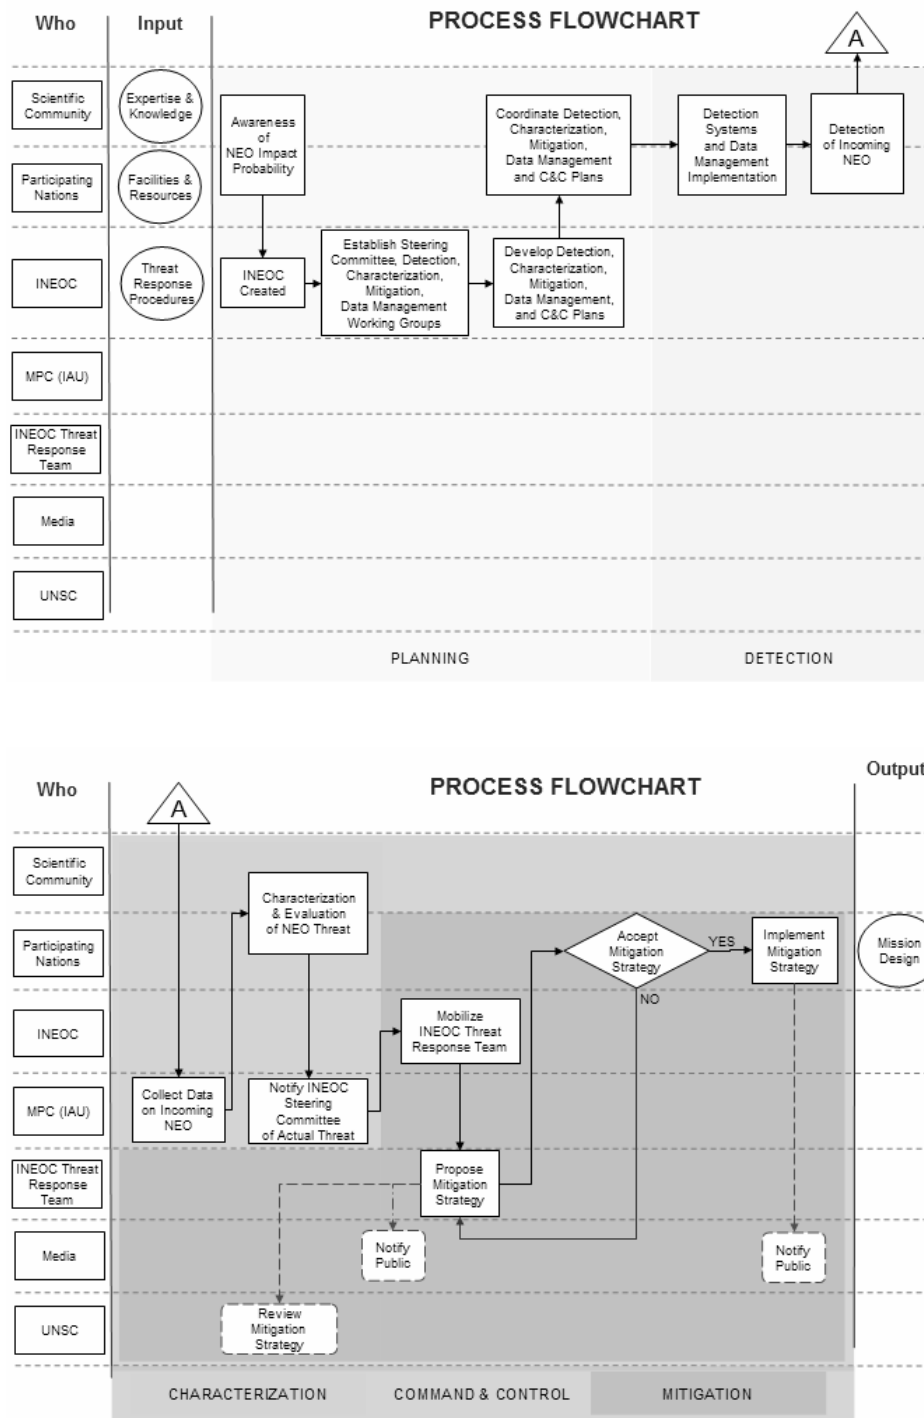 Who
Input
PROCESS FLOWCHART
A
Scientific
Community
Expertise &
Knowledge
Awareness
of
NEO Impact
Probability
Coordinate Detection,
Characterization,
Mitigation,
Data Management
and C&C Plans
Detection
Systems
and Data
Management
Implementation
Detection
of Incoming
NEO
Participating
Nations
Facilities &
Resources
INEOC
Threat
Response
Procedures
INEOC
Created
Establish Steering
Committee, Detection,
Characterization,
Mitigation,
Data Management
Working Groups
Develop Detection,
Characterization,
Mitigation,
Data Management,
and C&C Plans
MPC (IAU)
INEOC Threat
Response
Team
Media
UNSC
PLANNING
DETECTION
Who
PROCESS FLOWCHART
Output
A
Scientific
Community
Characterization
& Evaluation
of NEO Threat
Participating
Nations
Accept
Mitigation
Strategy
YES
NO
Implement
Mitigation
Strategy
Mission
Design
INEOC
Mobilize
INEOC Threat
Response Team
MPC (IAU)
Collect Data
on Incoming
NEO
Notify INEOC
Steering
Committee
of Actual Threat
INEOC Threat
Response
Team
Propose
Mitigation
Strategy
Media
Notify
Public
Notify
Public
UNSC
Review
Mitigation
Strategy
CHARACTERIZATION
COMMAND & CONTROL
MITIGATION